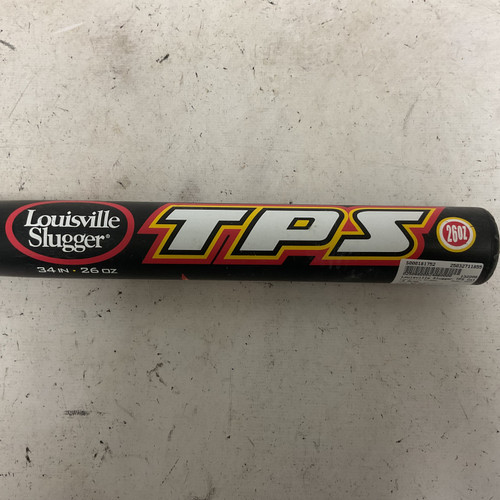 Louisville
Slugger®
34 IN · 26 OZ
TPS
26OZ